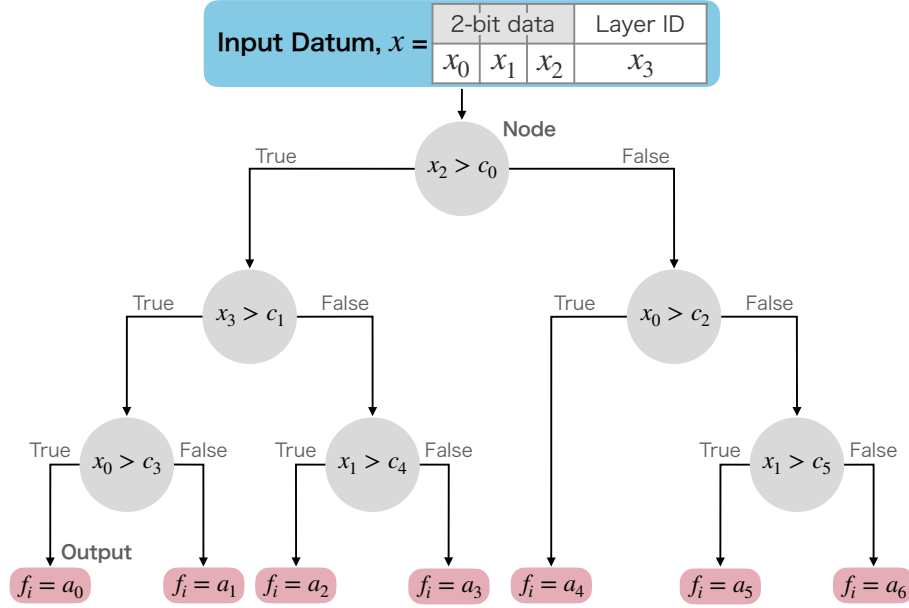 2-bit data Layer ID
Input Datum, x = x₀ x₁ x₂ x₃
Node
True False
x₂ > c₀
True False True False
x₃ > c₁ x₀ > c₂
True False True False True False
x₀ > c₃ x₁ > c₄ x₁ > c₅
Output
fᵢ = a₀ fᵢ = a₁ fᵢ = a₂ fᵢ = a₃ fᵢ = a₄ fᵢ = a₅ fᵢ = a₆